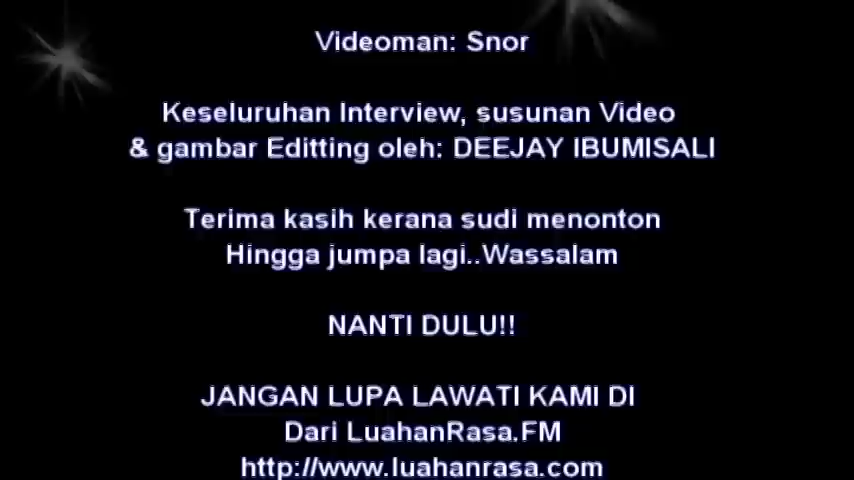 Videoman: Snor
Keseluruhan Interview, susunan Video
& gambar Editting oleh: DEEJAY IBUMISALI
Terima kasih kerana sudi menonton
Hingga jumpa lagi..Wassalam
NANTI DULU!!
JANGAN LUPA LAWATI KAMI DI
Dari LuahanRasa.FM
http://www.luahanrasa.com